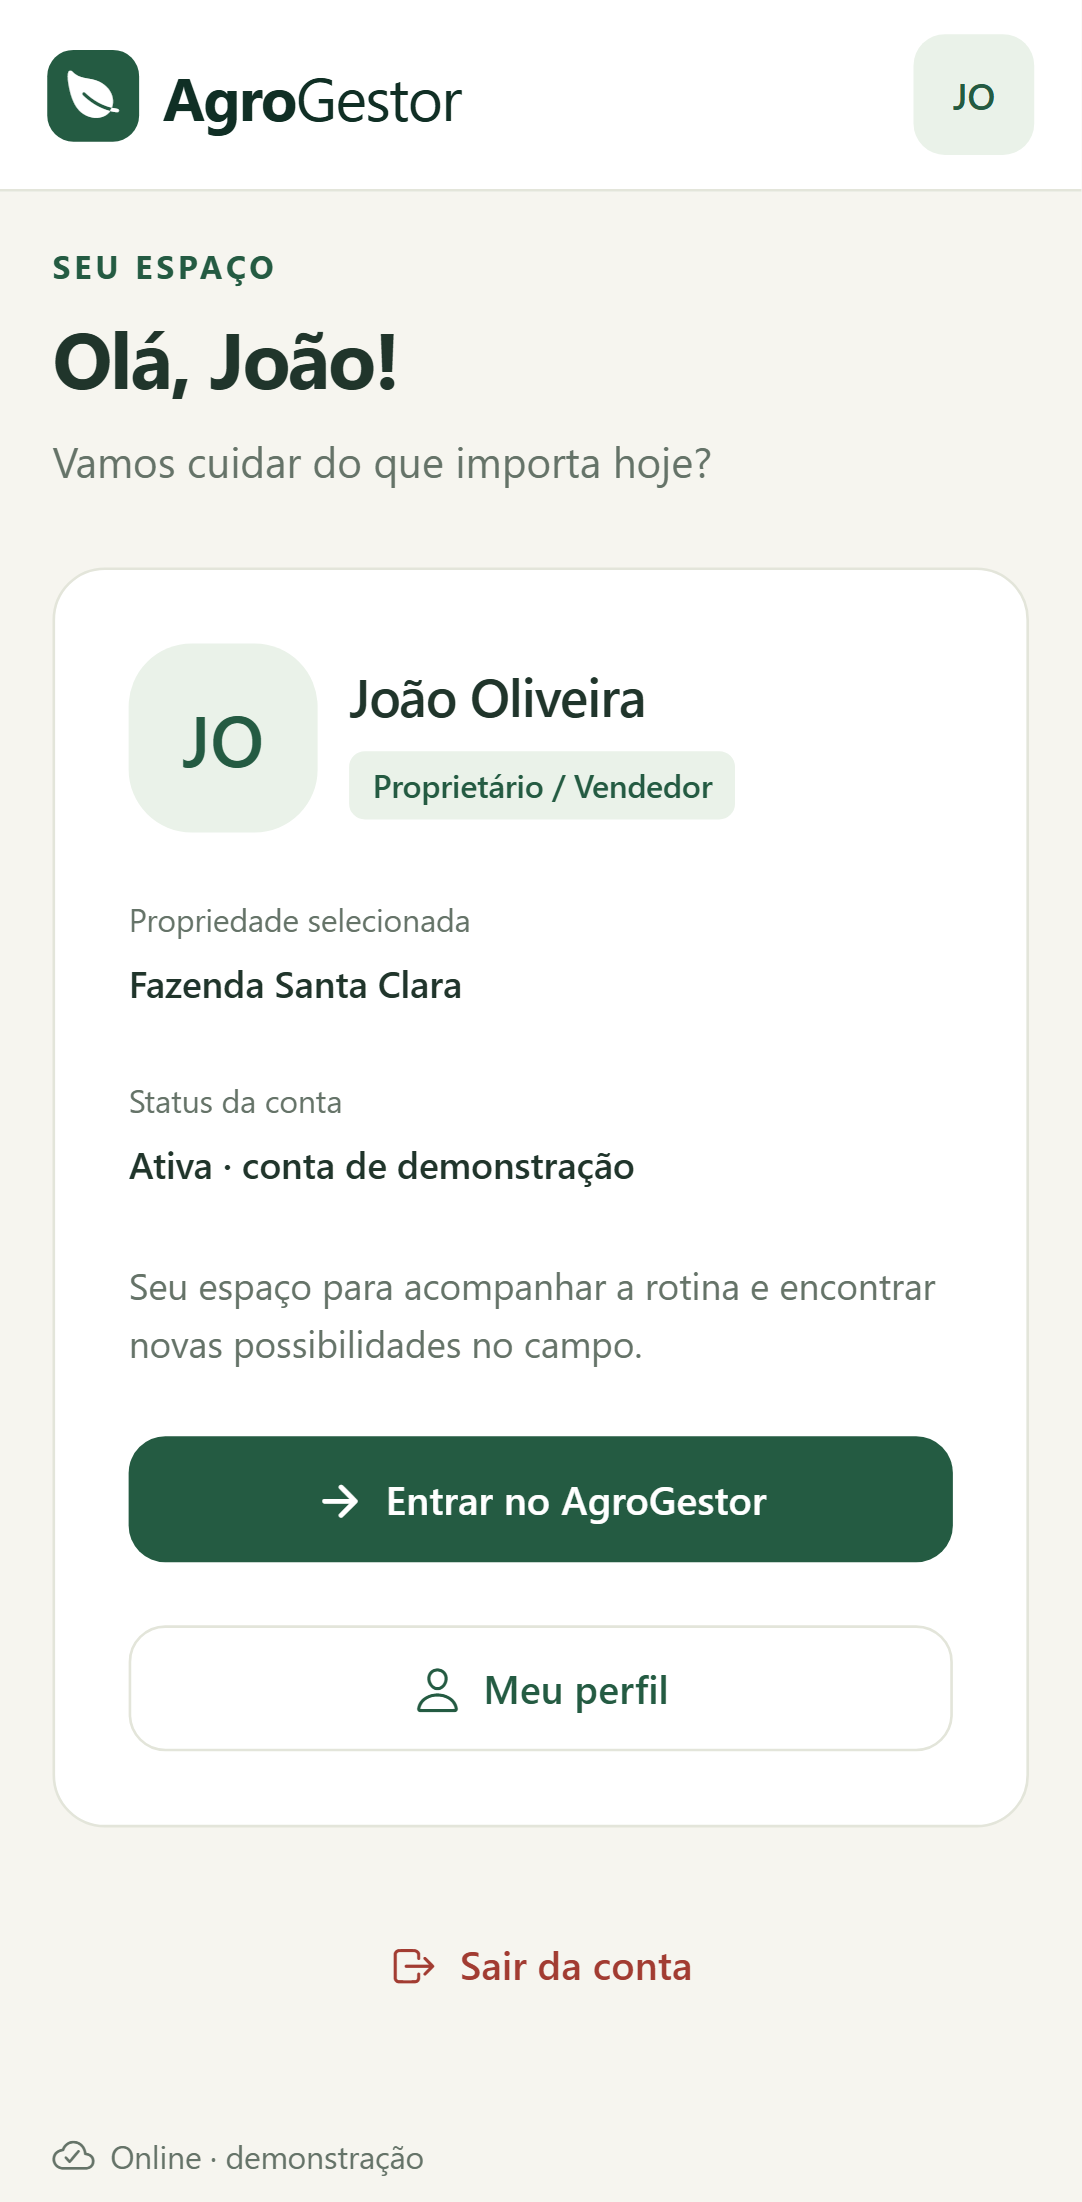 AgroGestor
JO
SEU ESPAÇO
Olá, João!
Vamos cuidar do que importa hoje?
JO
João Oliveira
Proprietário / Vendedor
Propriedade selecionada
Fazenda Santa Clara
Status da conta
Ativa · conta de demonstração
Seu espaço para acompanhar a rotina e encontrar
novas possibilidades no campo.
Entrar no AgroGestor
Meu perfil
Sair da conta
Online · demonstração